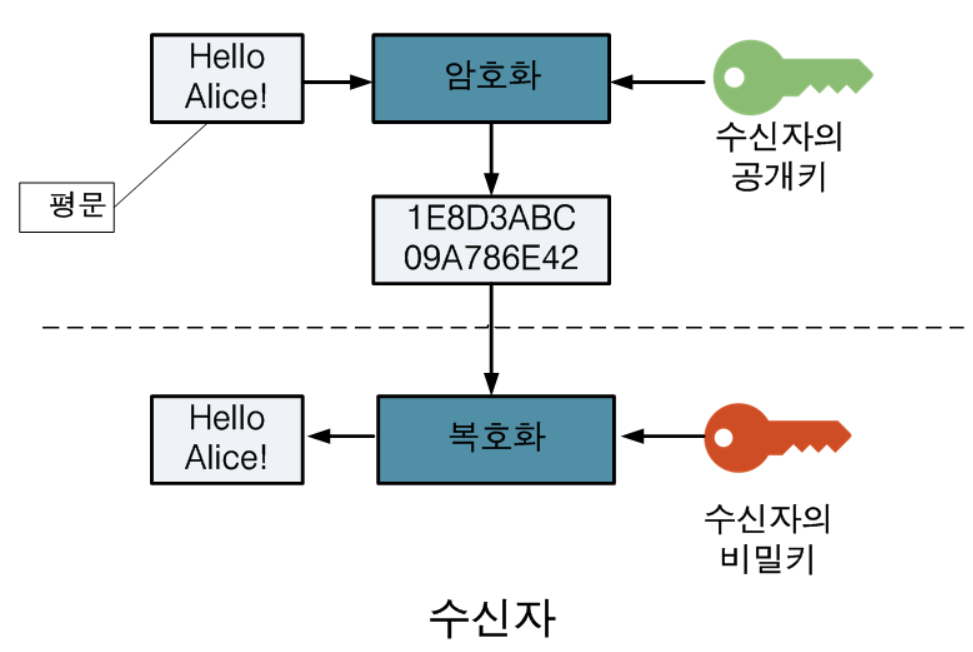 Hello
Alice!
암호화
수신자의
공개키
평문
1E8D3ABC
09A786E42
Hello
Alice!
복호화
수신자의
비밀키
수신자